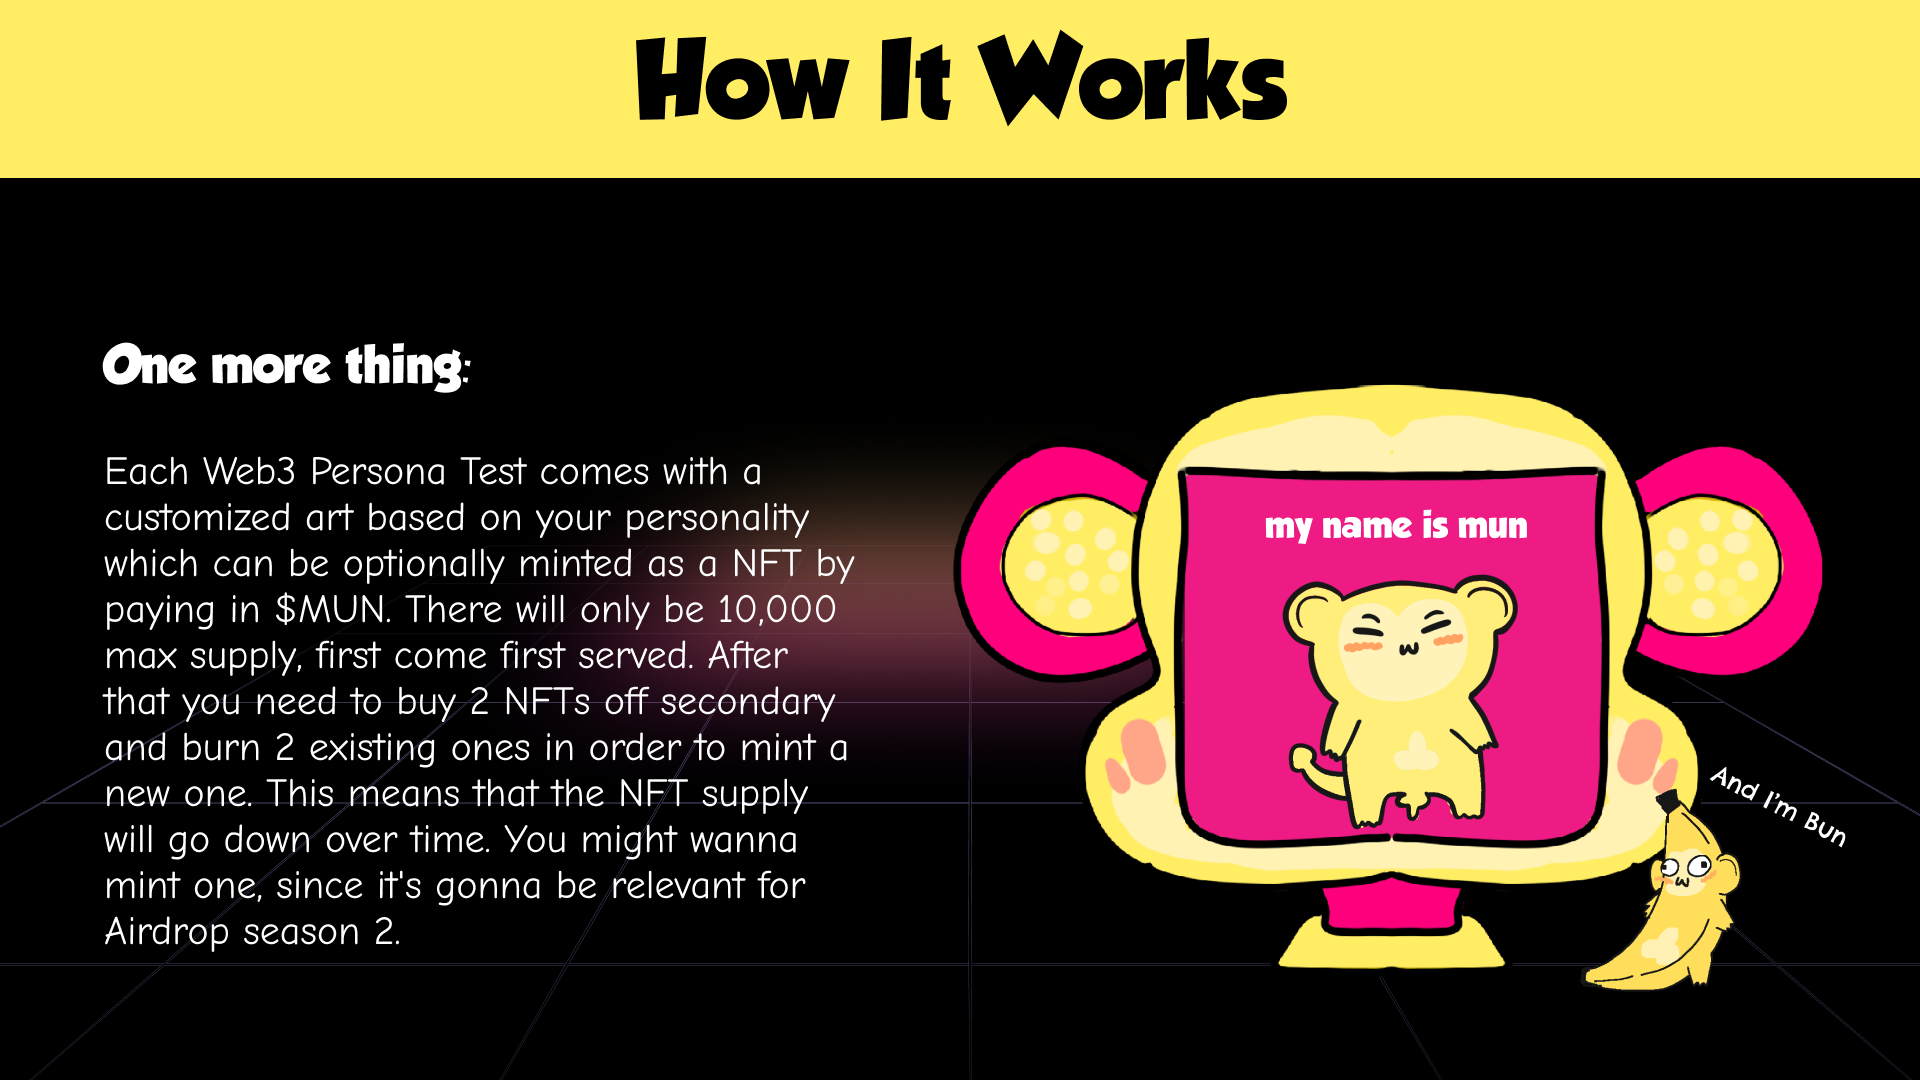 How It Works
One more thing:
Each Web3 Persona Test comes with a
customized art based on your personality
which can be optionally minted as a NFT by
paying in $MUN. There will only be 10,000
max supply, first come first served. After
that you need to buy 2 NFTs off secondary
and burn 2 existing ones in order to mint a
new one. This means that the NFT supply
will go down over time. You might wanna
mint one, since it's gonna be relevant for
Airdrop season 2.
my name is mun
And I'm Bun